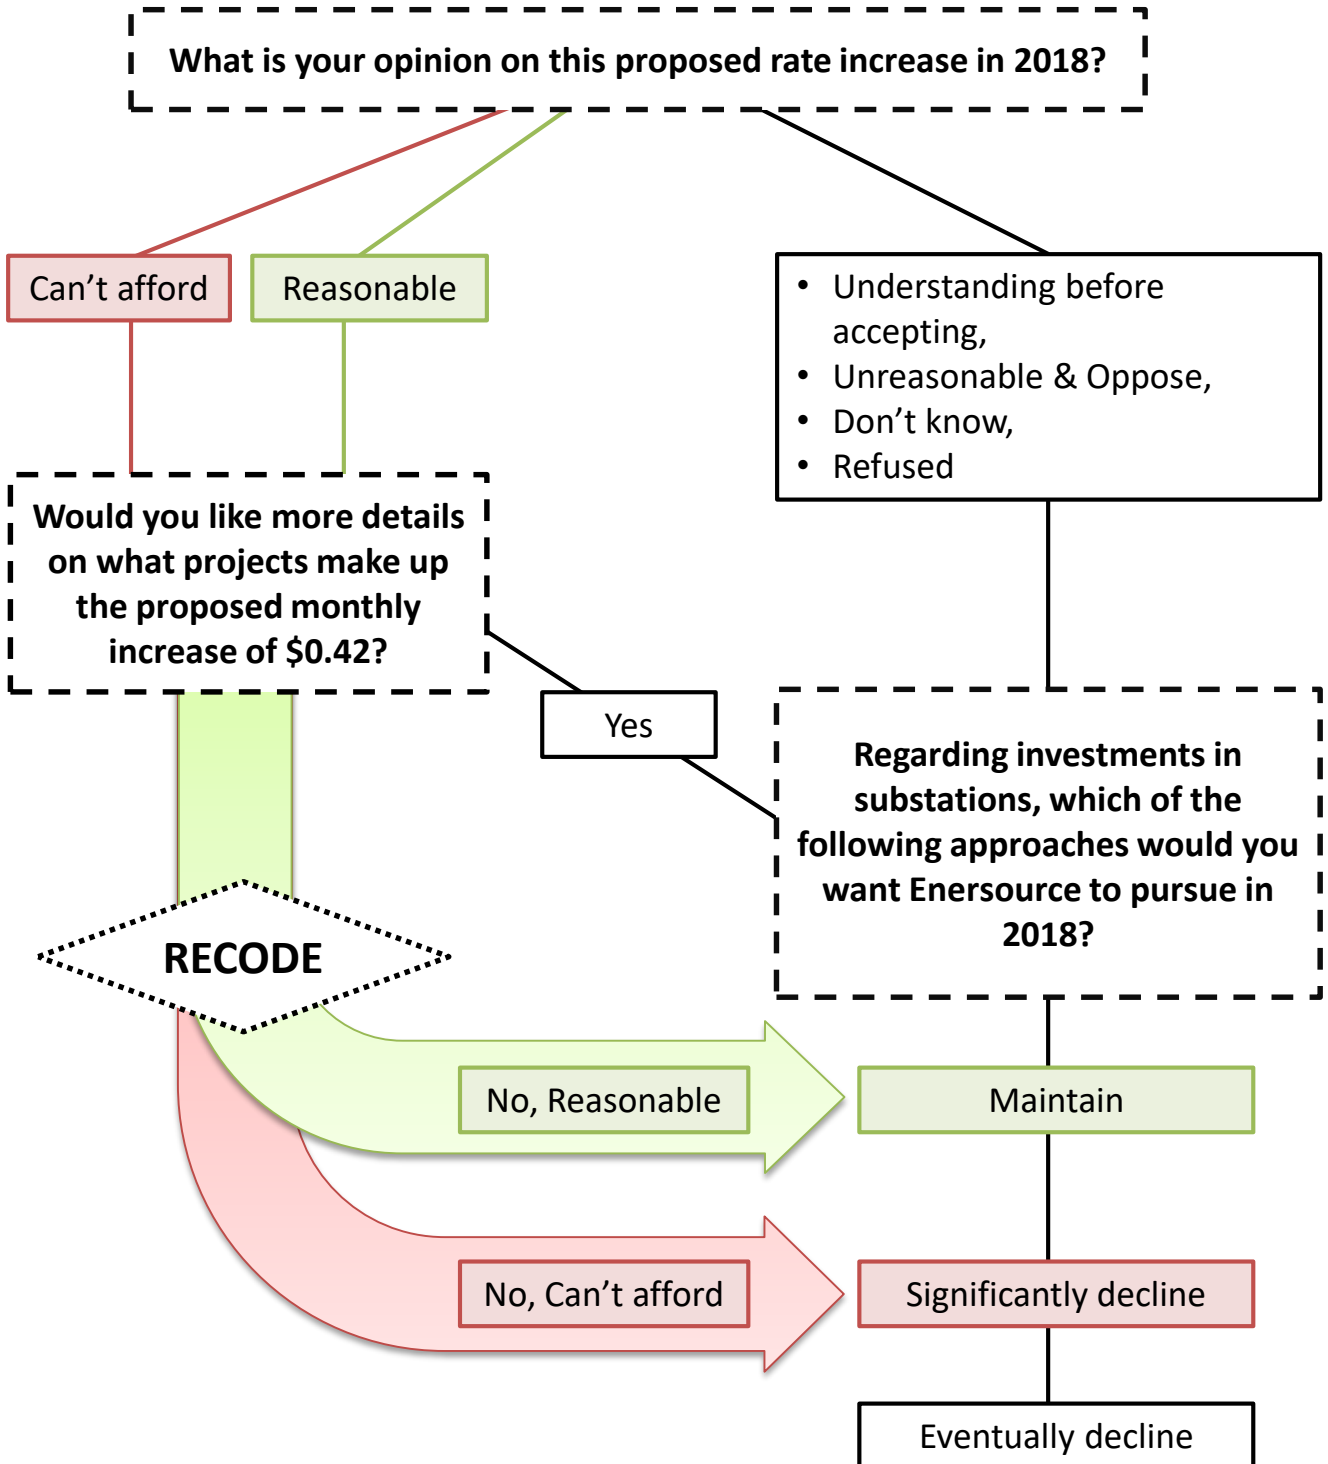 What is your opinion on this proposed rate increase in 2018?
Can't afford
Reasonable
• Understanding before
accepting,
• Unreasonable & Oppose,
• Don't know,
• Refused
Would you like more details
on what projects make up
the proposed monthly
increase of $0.42?
Yes
Regarding investments in
substations, which of the
following approaches would you
want Enersource to pursue in
2018?
RECODE
No, Reasonable
Maintain
No, Can't afford
Significantly decline
Eventually decline